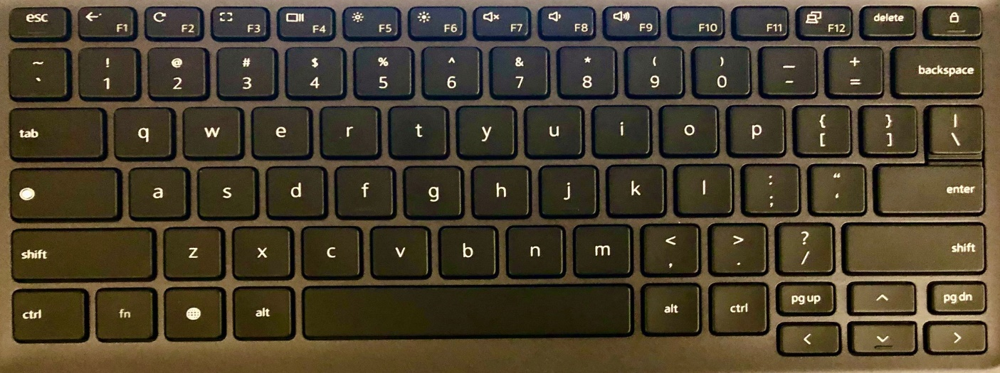 esc F1 F2 F3 F4 F5 F6 F7 F8 F9 F10 F11 F12 delete
~ ! @ # $ % ^ & * ( ) — +
` 1 2 3 4 5 6 7 8 9 0 - = backspace
tab q w e r t y u i o p { [ } ] | \
a s d f g h j k l : ; “ ‘ enter
shift z x c v b n m < , > . ? / shift
ctrl fn alt alt ctrl pg up ^ pg dn
< >